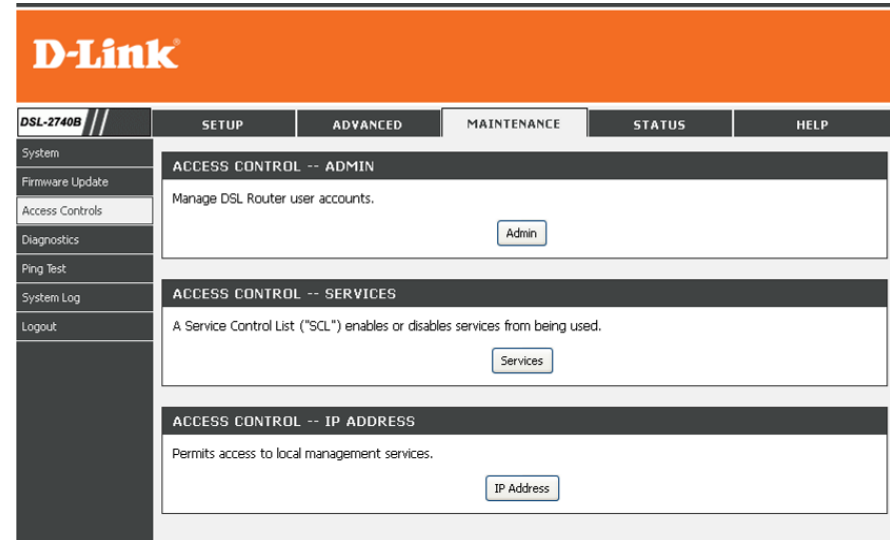 D-Link®
DSL-2740B
SETUP ADVANCED MAINTENANCE STATUS HELP
System
Firmware Update
Access Controls
Diagnostics
Ping Test
System Log
Logout
ACCESS CONTROL -- ADMIN
Manage DSL Router user accounts.
Admin
ACCESS CONTROL -- SERVICES
A Service Control List ("SCL") enables or disables services from being used.
Services
ACCESS CONTROL -- IP ADDRESS
Permits access to local management services.
IP Address